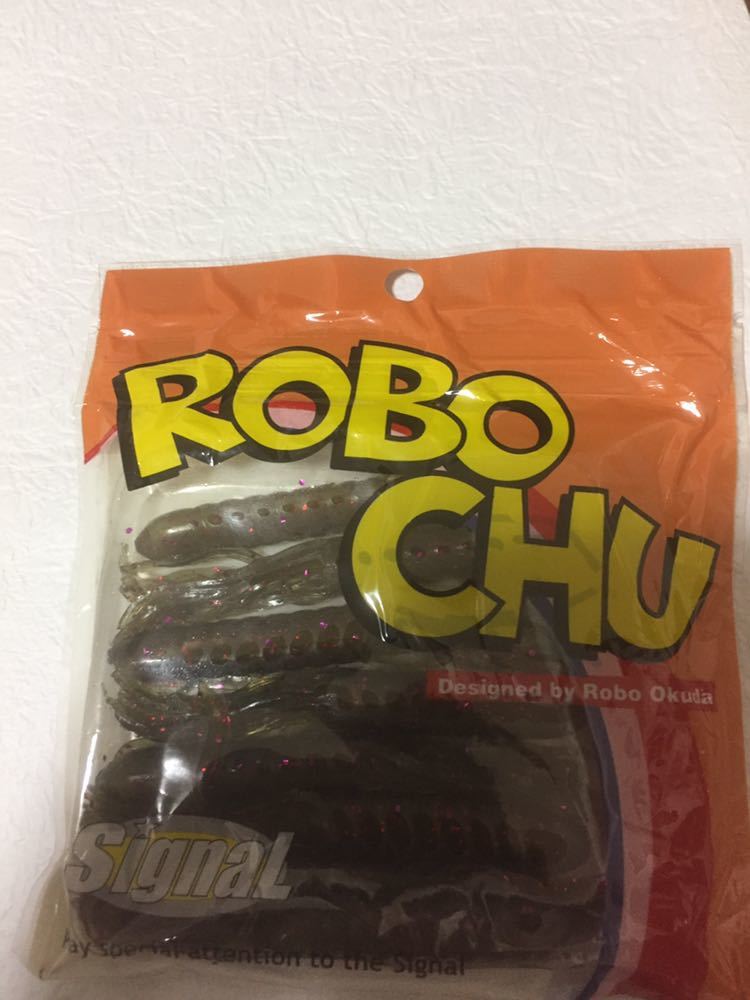 ROBO
CHU
Designed by Robo Okuda
Signal
Pay special attention to the Signal